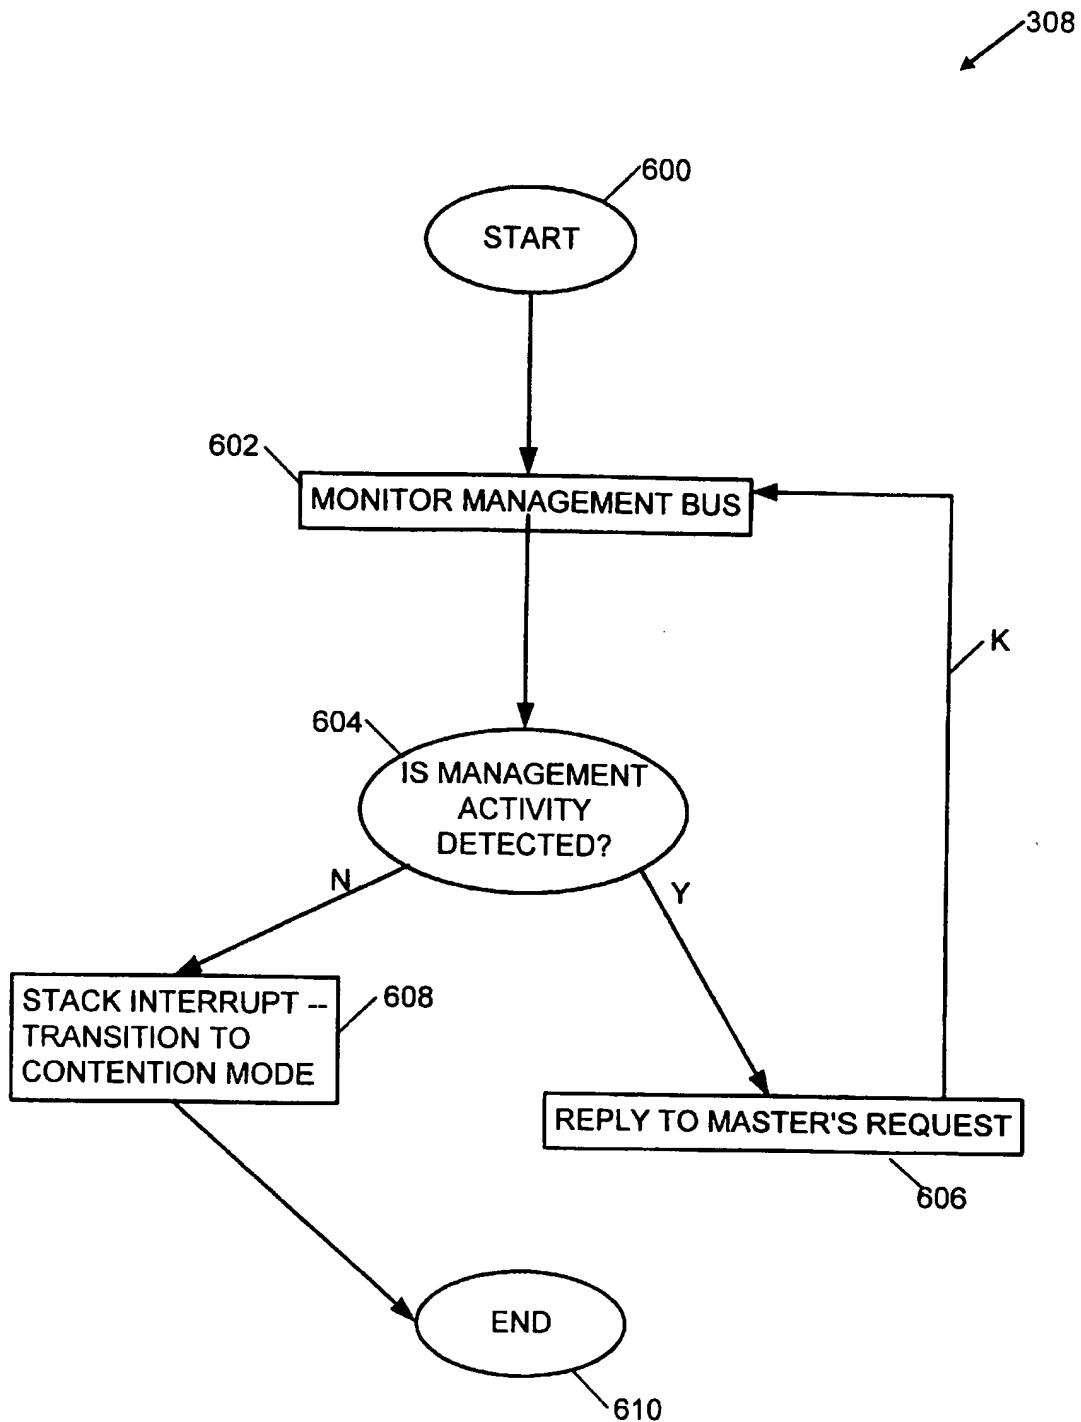 308
600
START
602
MONITOR MANAGEMENT BUS
K
604
IS MANAGEMENT
ACTIVITY
DETECTED?
N
Y
STACK INTERRUPT --
TRANSITION TO
CONTENTION MODE
608
REPLY TO MASTER'S REQUEST
606
END
610